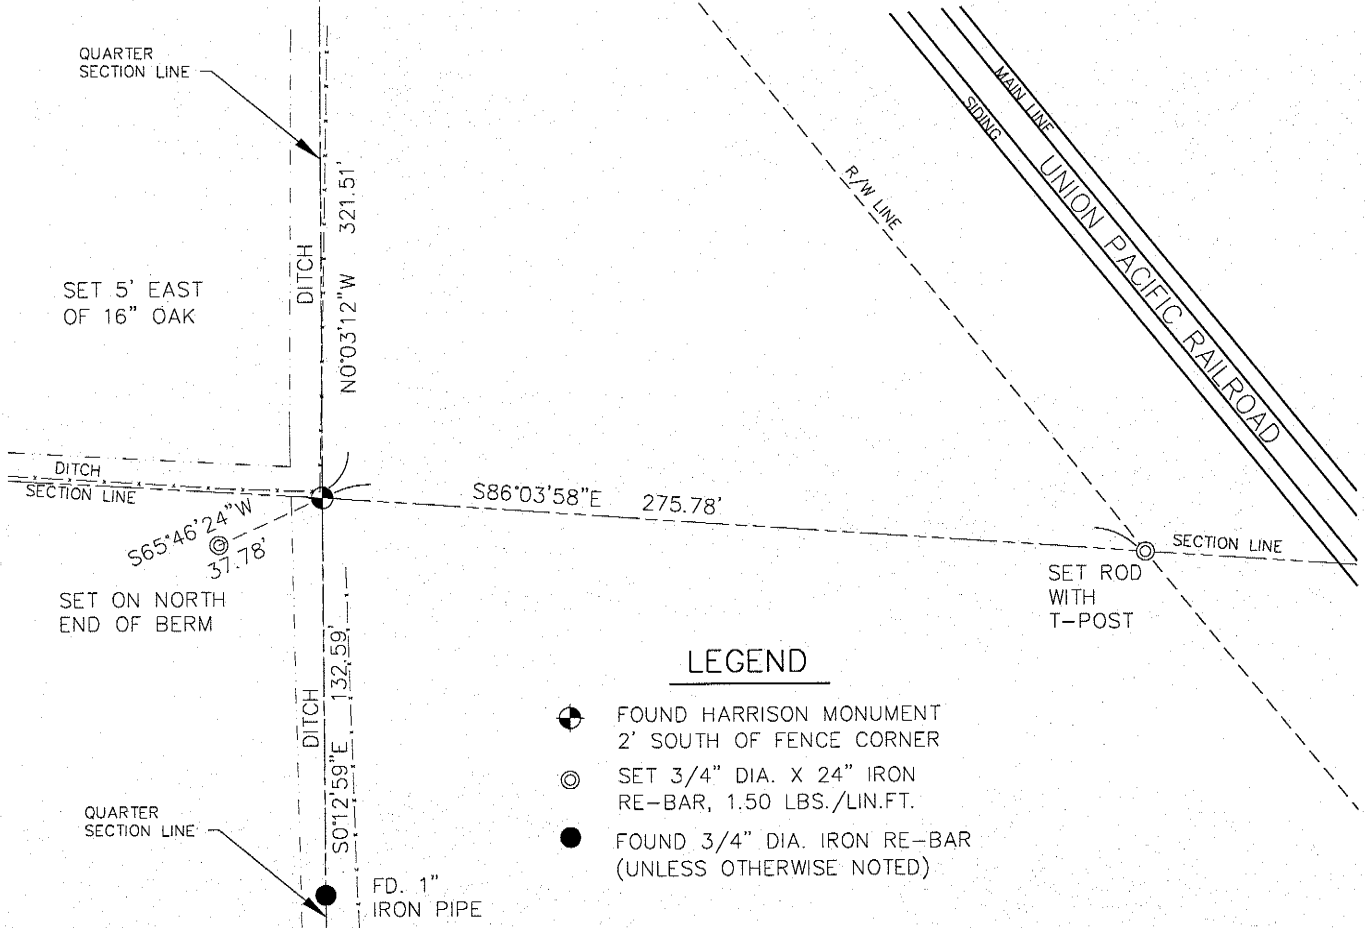 QUARTER
SECTION LINE
MAIN LINE
SIDING
UNION PACIFIC RAILROAD
R/W LINE
N0°03'12"W 321.51'
DITCH
SET 5' EAST
OF 16" OAK
DITCH
SECTION LINE
S86°03'58"E 275.78'
S65°46'24"W
37.78'
SECTION LINE
SET ROD
WITH
T-POST
SET ON NORTH
END OF BERM
DITCH
S0°12'59"E 132.59'
LEGEND
FOUND HARRISON MONUMENT
2' SOUTH OF FENCE CORNER
SET 3/4" DIA. X 24" IRON
RE-BAR, 1.50 LBS./LIN.FT.
FOUND 3/4" DIA. IRON RE-BAR
(UNLESS OTHERWISE NOTED)
QUARTER
SECTION LINE
FD. 1"
IRON PIPE